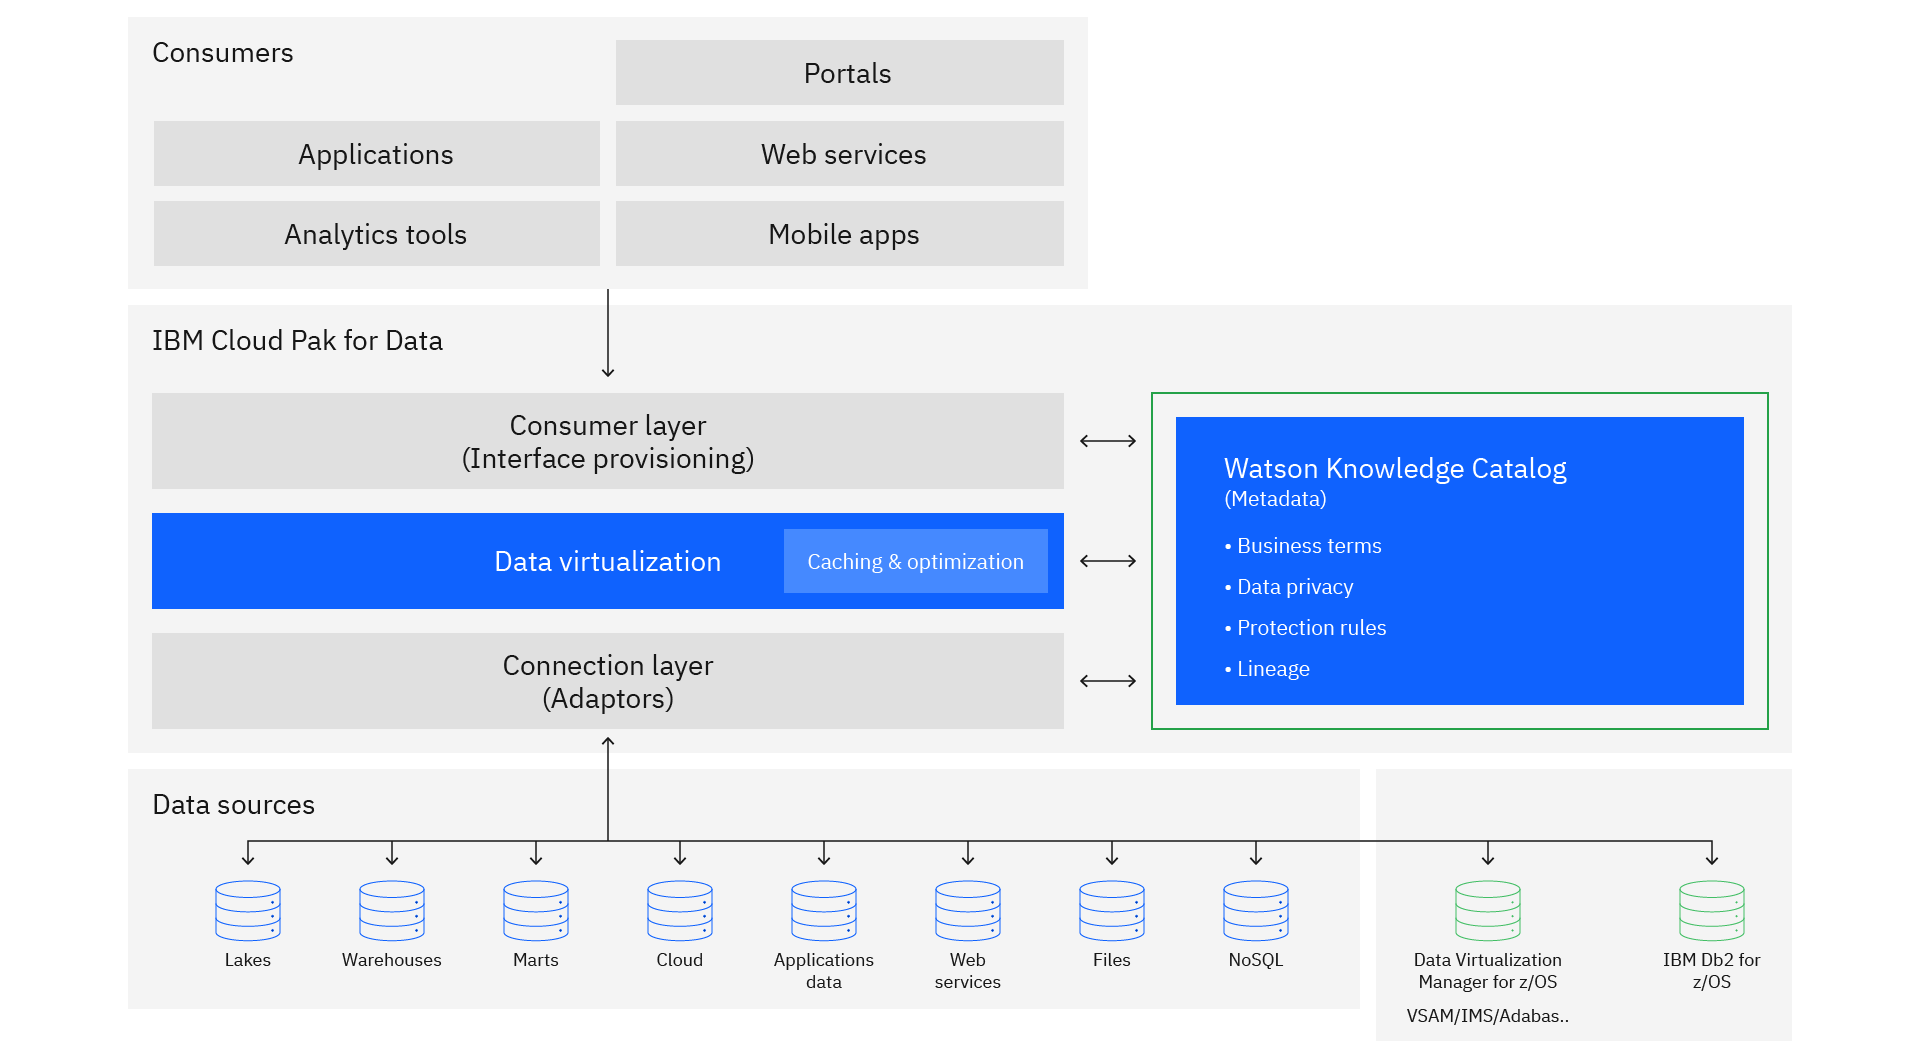 Consumers
Portals
Applications
Web services
Analytics tools
Mobile apps
IBM Cloud Pak for Data
Consumer layer
(Interface provisioning)
Data virtualization
Caching & optimization
Connection layer
(Adaptors)
Watson Knowledge Catalog
(Metadata)
• Business terms
• Data privacy
• Protection rules
• Lineage
Data sources
Lakes
Warehouses
Marts
Cloud
Applications
data
Web
services
Files
NoSQL
Data Virtualization
Manager for z/OS
VSAM/IMS/Adabas..
IBM Db2 for
z/OS